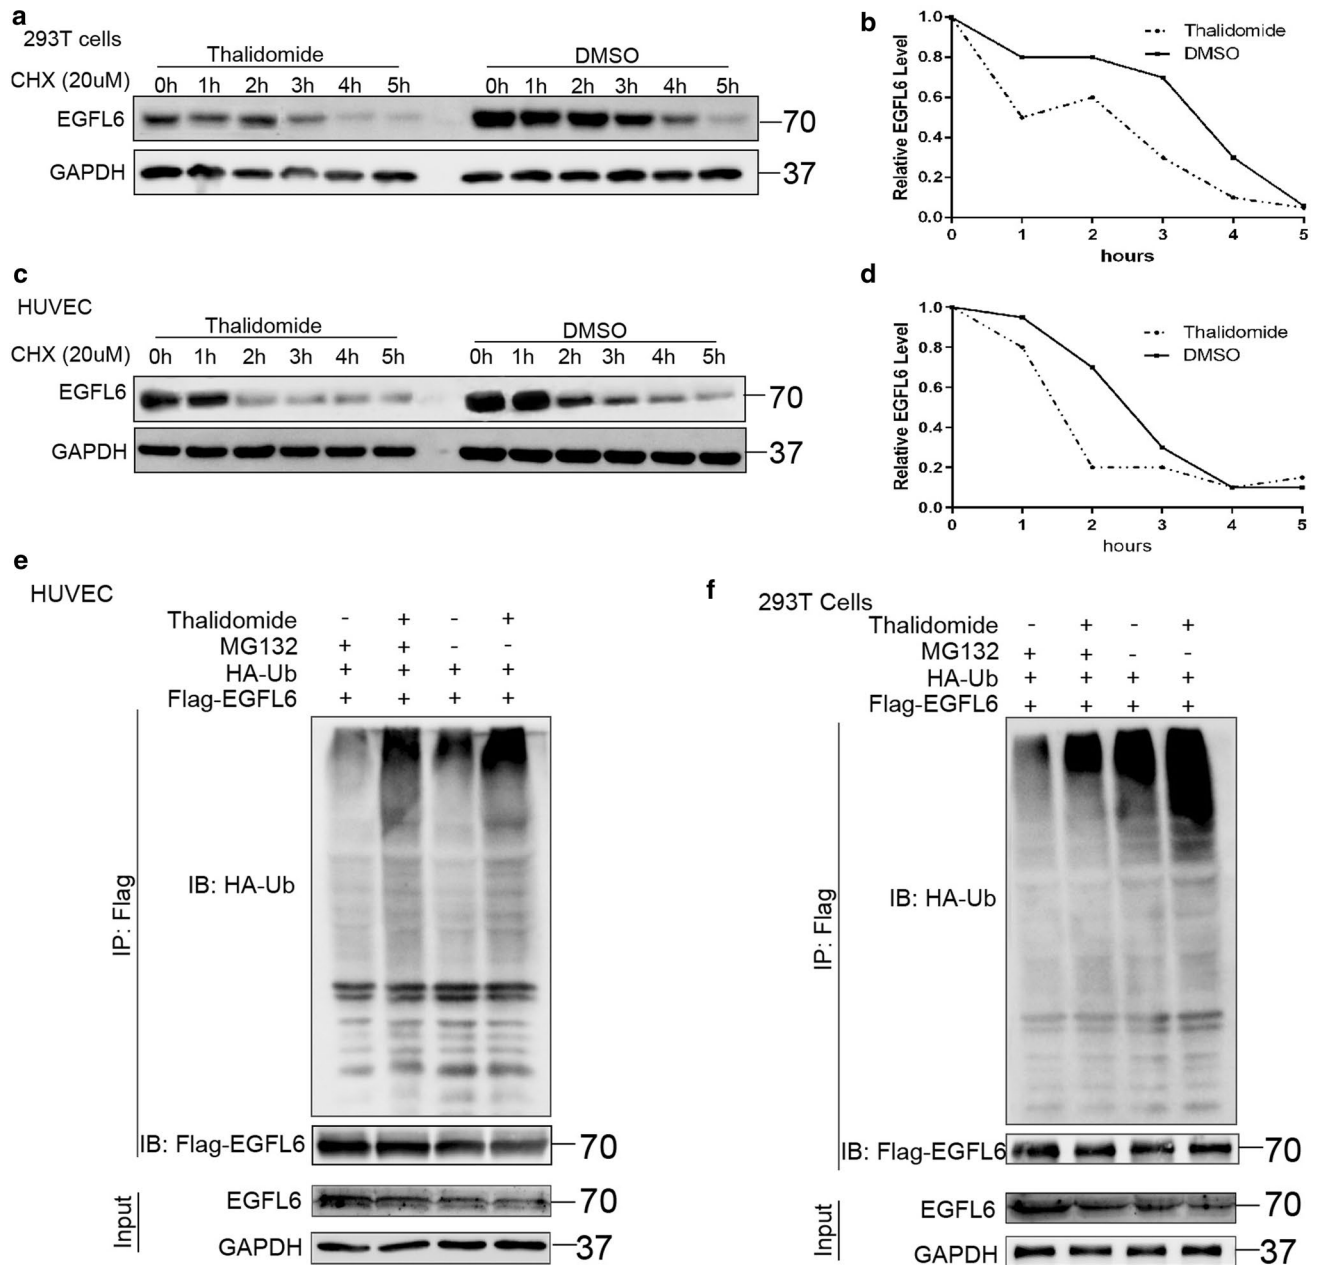 a
293T cells
Thalidomide DMSO
CHX (20uM) 0h 1h 2h 3h 4h 5h 0h 1h 2h 3h 4h 5h
EGFL6 70
GAPDH 37
b
Relative EGFL6 Level
1.0
0.8
0.6
0.4
0.2
0.0
0 1 2 3 4 5
hours
Thalidomide
DMSO
c
HUVEC
Thalidomide DMSO
CHX (20uM) 0h 1h 2h 3h 4h 5h 0h 1h 2h 3h 4h 5h
EGFL6 70
GAPDH 37
d
Relative EGFL6 Level
1.0
0.8
0.6
0.4
0.2
0.0
0 1 2 3 4 5
hours
Thalidomide
DMSO
e
HUVEC
Thalidomide - + - +
MG132 + + - -
HA-Ub + + + +
Flag-EGFL6 + + + +
IP: Flag
IB: HA-Ub
IB: Flag-EGFL6 70
Input
EGFL6 70
GAPDH 37
f
293T Cells
Thalidomide - + - +
MG132 + + - -
HA-Ub + + + +
Flag-EGFL6 + + + +
IP: Flag
IB: HA-Ub
IB: Flag-EGFL6 70
Input
EGFL6 70
GAPDH 37